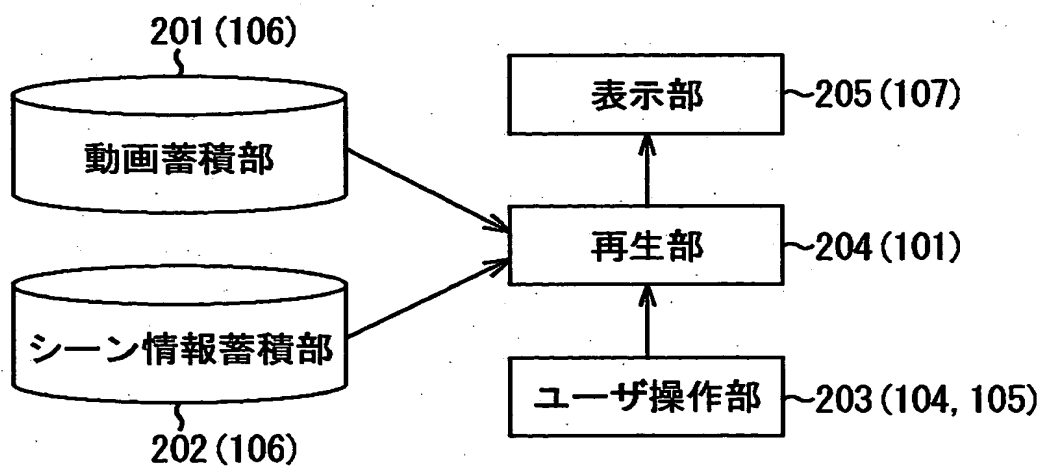 201(106)
動画蓄積部
シーン情報蓄積部
202(106)
表示部
205(107)
再生部
204(101)
ユーザ操作部
203(104, 105)